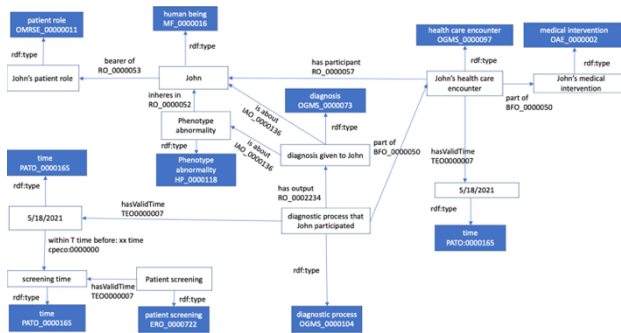 patient role
OMRSE_00000011
human being
MF_0000016
health care encounter
OGMS_0000097
medical intervention
OAE_0000002
rdf:type
rdf:type
rdf:type
rdf:type
bearer of
RO_0000053
has participant
RO_0000057
John's patient role
John
John's health care
encounter
John's medical
intervention
inheres in
RO_0000052
is about
IAO_0000136
diagnosis
OGMS_0000073
part of
BFO_0000050
Phenotype
abnormality
rdf:type
is about
IAO_0000136
part of
BFO_0000050
hasValidTime
TEO0000007
time
PATO_0000165
rdf:type
Phenotype
abnormality
HP_0000118
diagnosis given to John
has output
RO_0002234
5/18/2021
rdf:type
hasValidTime
TEO0000007
5/18/2021
diagnostic process that
John participated
rdf:type
time
PATO:0000165
within T time before: xx time
cpeco:0000000
rdf:type
screening time
hasValidTime
TEO0000007
Patient screening
rdf:type
rdf:type
time
PATO_0000165
patient screening
ERO_0000722
diagnostic process
OGMS_0000104